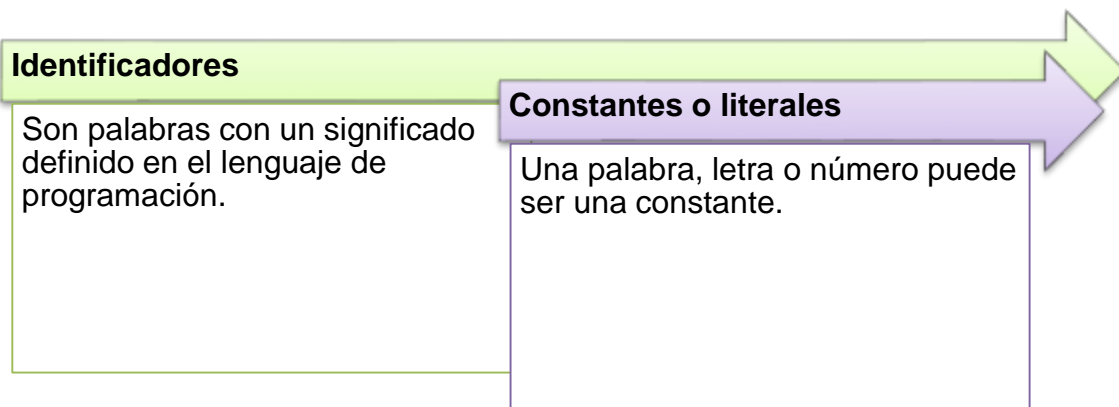 Identificadores
Son palabras con un significado
definido en el lenguaje de
programación.
Constantes o literales
Una palabra, letra o número puede
ser una constante.